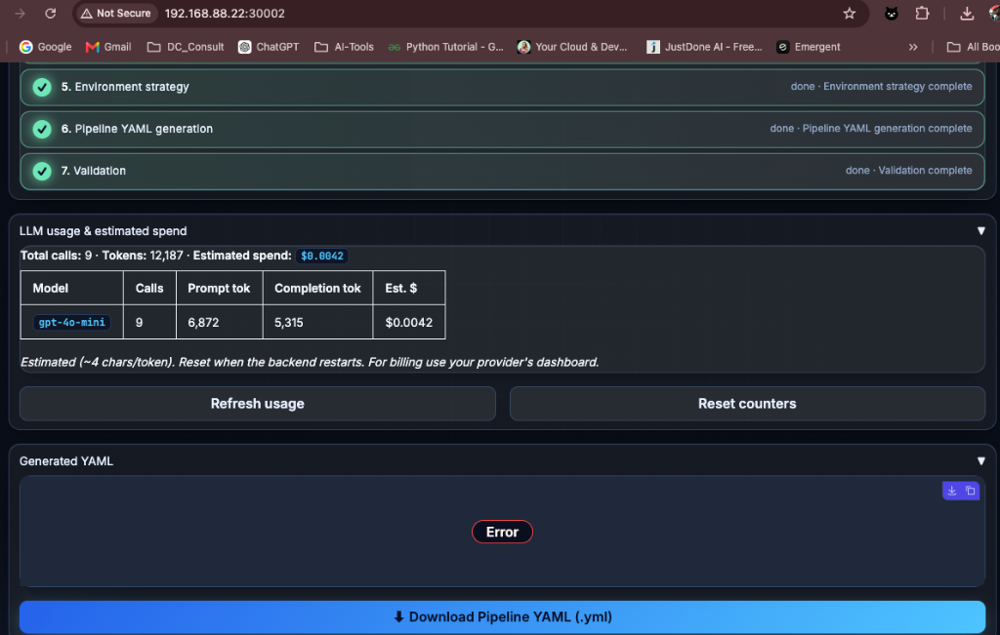 Not Secure 192.168.88.22:30002
Google Gmail DC_Consult ChatGPT AI-Tools Python Tutorial - G... Your Cloud & Dev... JustDone AI - Free... Emergent » All Boo
5. Environment strategy done · Environment strategy complete
6. Pipeline YAML generation done · Pipeline YAML generation complete
7. Validation done · Validation complete
LLM usage & estimated spend ▼
Total calls: 9 · Tokens: 12,187 · Estimated spend: $0.0042
Model Calls Prompt tok Completion tok Est. $
gpt-4o-mini 9 6,872 5,315 $0.0042
Estimated (~4 chars/token). Reset when the backend restarts. For billing use your provider's dashboard.
Refresh usage Reset counters
Generated YAML ▼
Error
⬇ Download Pipeline YAML (.yml)